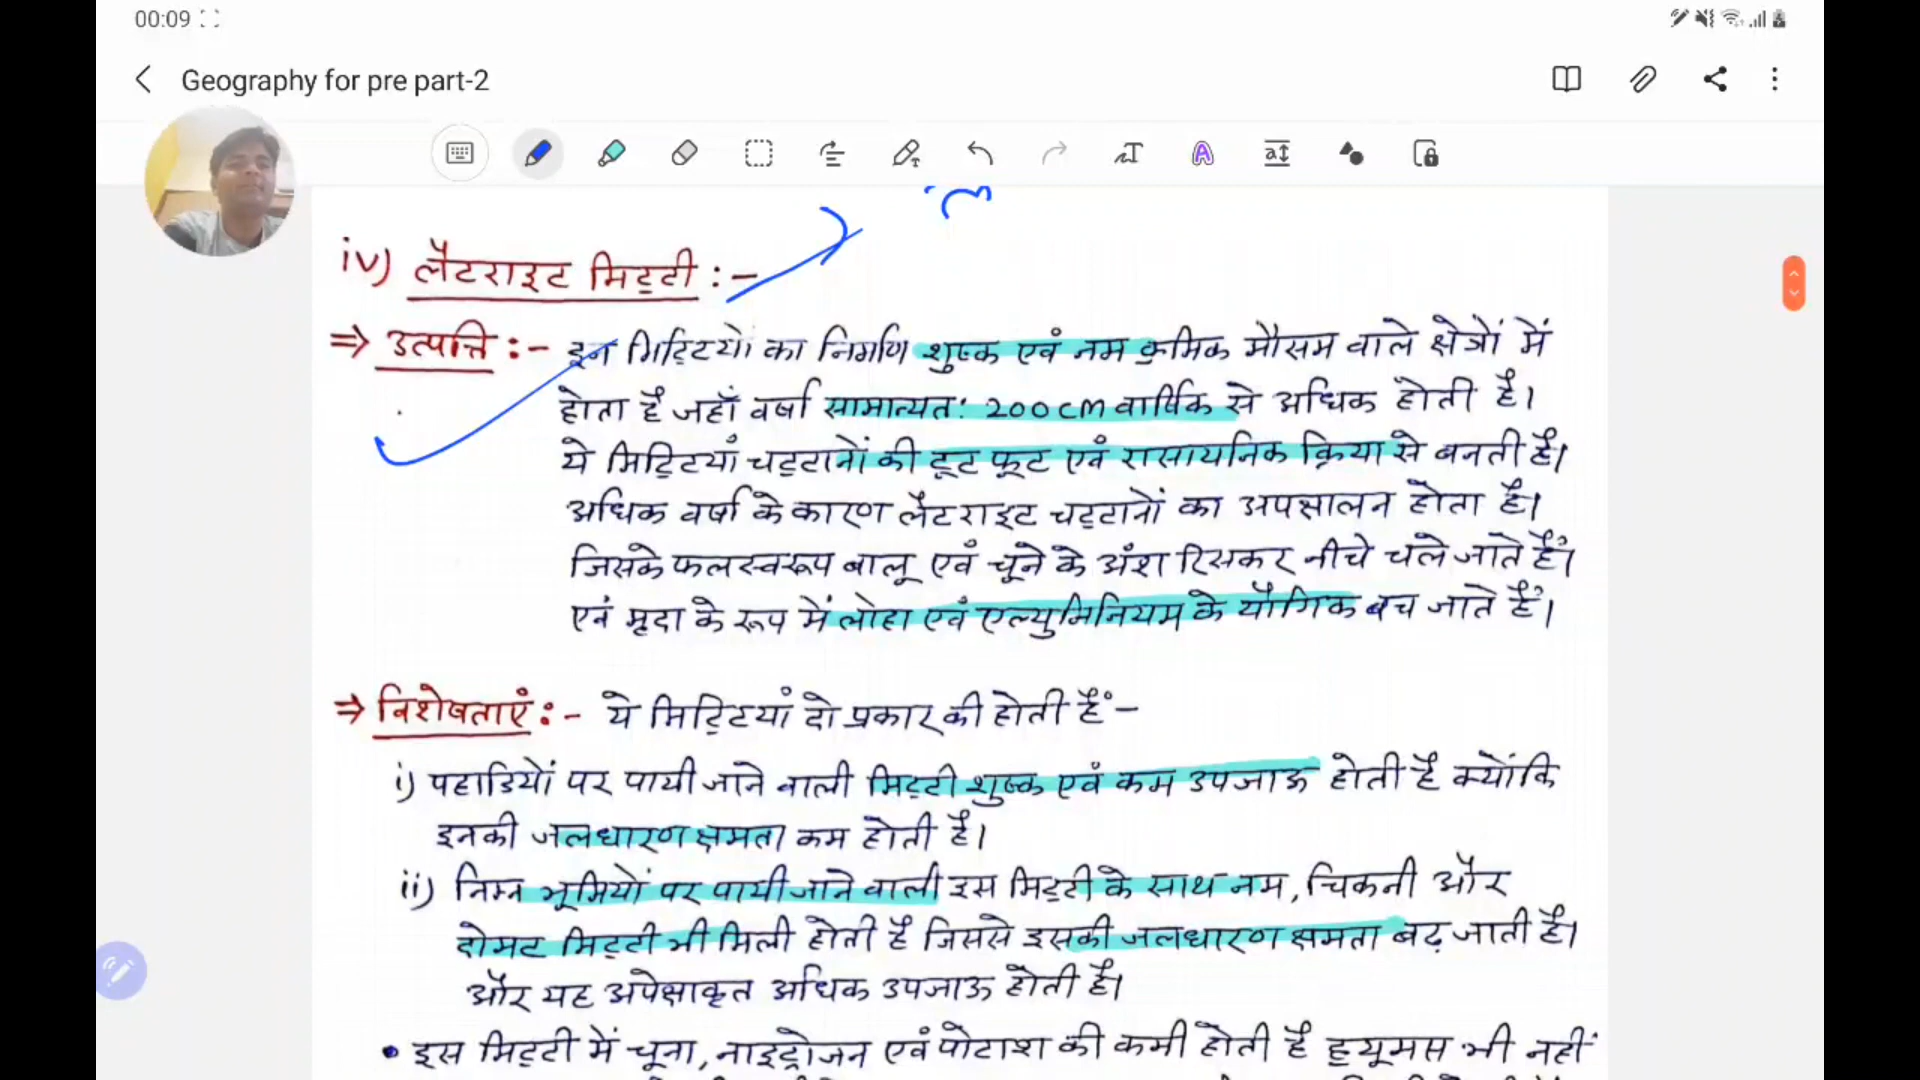 00:09
Geography for pre part-2
iv) लैटराइट मिट्टी :-
⇒ उत्पत्ति :- इन मिट्टियों का निर्माण शुष्क एवं नम क्रमिक मौसम वाले क्षेत्रों में
होता है जहाँ वर्षा सामान्यतः 200cm वार्षिक से अधिक होती है।
ये मिट्टियां चट्टानों की टूट फूट एवं रासायनिक क्रिया से बनती है।
अधिक वर्षा के कारण लैटराइट चट्टानों का अपक्षालन होता है।
जिसके फलस्वरूप बालू एवं चूने के अंश रिसकर नीचे चले जाते हैं।
एवं मृदा के रूप में लोहा एवं एल्युमिनियम के यौगिक बच जाते हैं।
⇒ विशेषताएं :- ये मिट्टियां दो प्रकार की होती हैं -
i) पहाडियों पर पायी जाने वाली मिट्टी शुष्क एवं कम उपजाऊ होती है क्योंकि
इनकी जलधारण क्षमता कम होती है।
ii) निम्न भूमियों पर पायी जाने वाली इस मिट्टी के साथ नम, चिकनी और
दोमट मिट्टी भी मिली होती है जिससे इसकी जलधारण क्षमता बढ़ जाती है।
और यह अपेक्षाकृत अधिक उपजाऊ होती है।
• इस मिट्टी में चूना, नाइट्रोजन एवं पोटाश की कमी होती है ह्यूमस भी नहीं